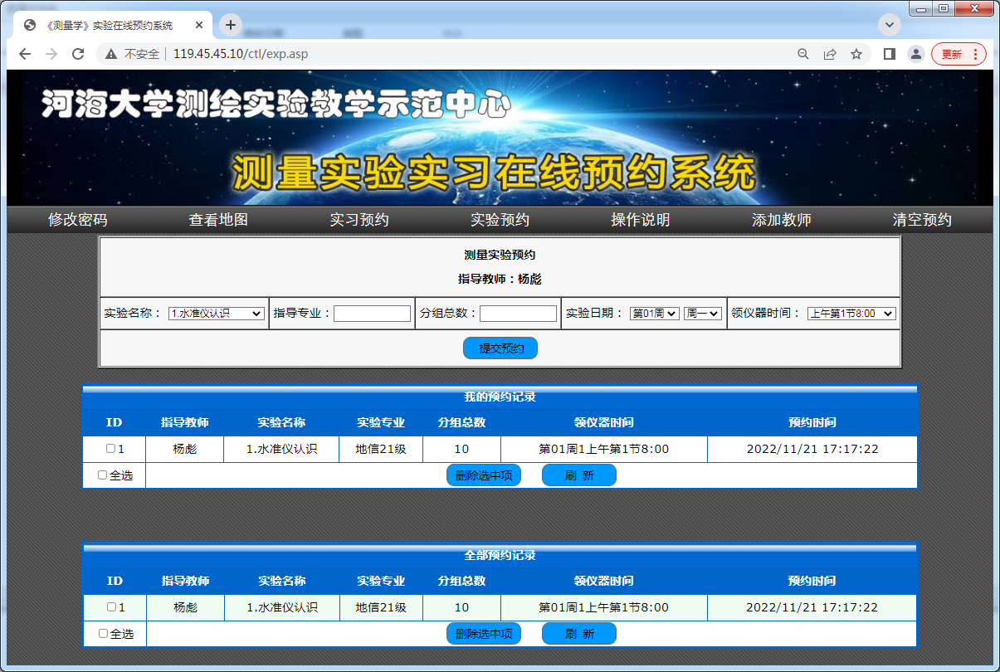 《测量学》实验在线预约系统
不安全 119.45.45.10/ctl/exp.asp 更新
河海大学测绘实验教学示范中心
测量实验实习在线预约系统
修改密码 查看地图 实习预约 实验预约 操作说明 添加教师 清空预约
测量实验预约
指导教师：杨彪
实验名称： 1.水准仪认识 指导专业： 分组总数： 实验日期： 第01周 周一 领仪器时间： 上午第1节8:00
提交预约
我的预约记录
ID 指导教师 实验名称 实验专业 分组总数 领仪器时间 预约时间
1 杨彪 1.水准仪认识 地信21级 10 第01周1上午第1节8:00 2022/11/21 17:17:22
全选 删除选中项 刷 新
全部预约记录
ID 指导教师 实验名称 实验专业 分组总数 领仪器时间 预约时间
1 杨彪 1.水准仪认识 地信21级 10 第01周1上午第1节8:00 2022/11/21 17:17:22
全选 删除选中项 刷 新